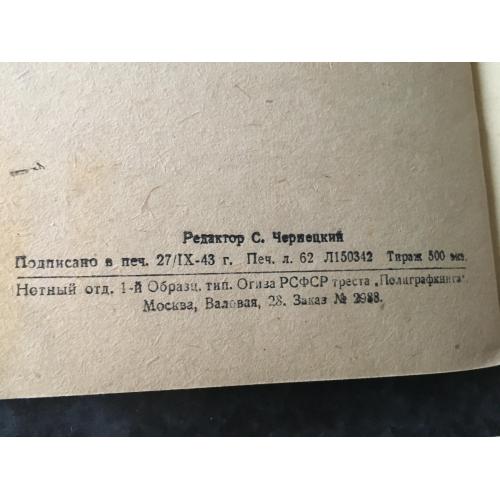 Редактор С. Чернецкий
Подписано в печ. 27/IX-43 г. Печ. л. 62 Л150342 Тираж 500 экз.
Нотный отд. 1-й Образц. тип. Огиза РСФСР треста „Полиграфкнига“.
Москва, Валовая, 28. Заказ № 2988.